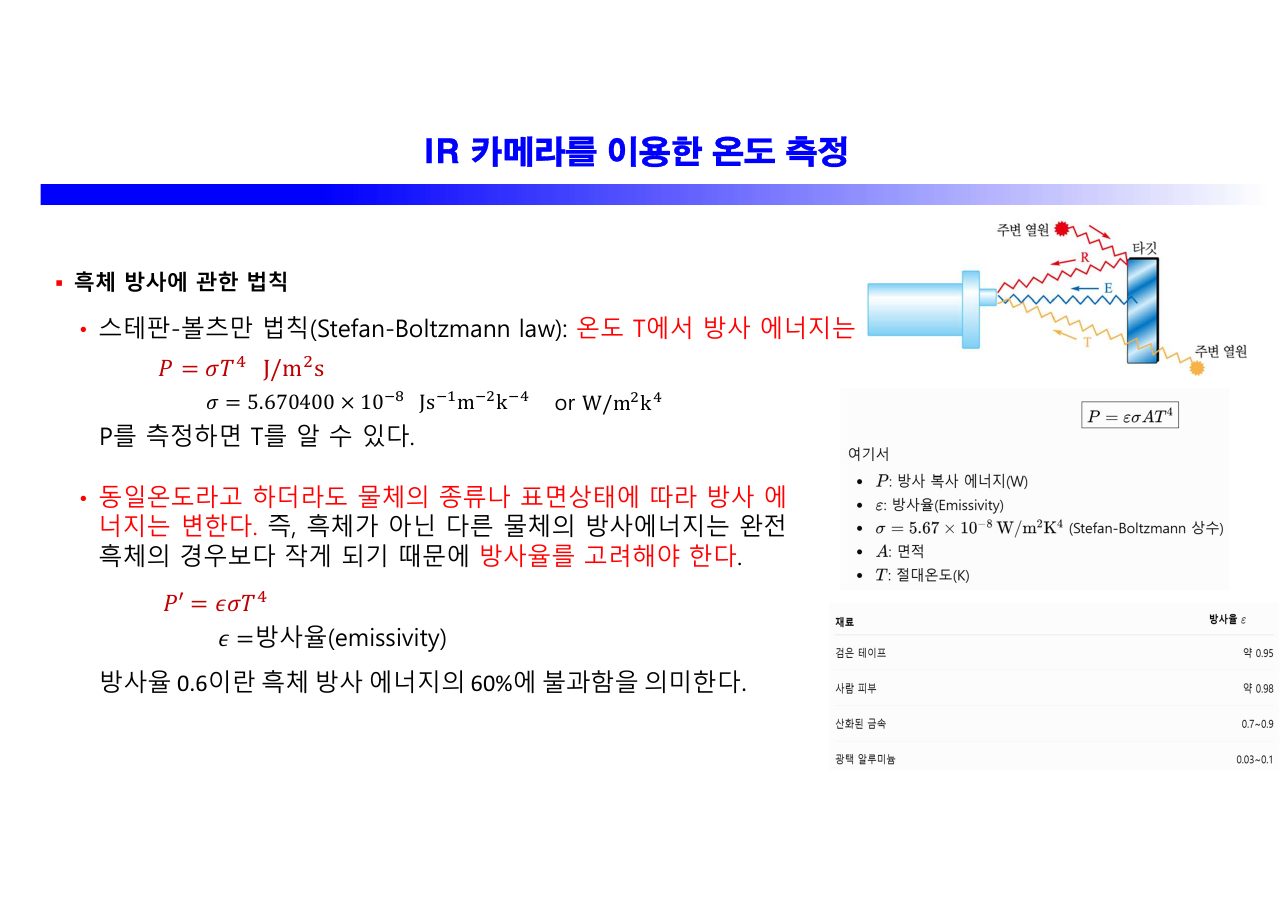 IR 카메라를 이용한 온도 측정
▪ 흑체 방사에 관한 법칙
• 스테판-볼츠만 법칙(Stefan-Boltzmann law): 온도 T에서 방사 에너지는
P = σT⁴ J/m²s
σ = 5.670400 × 10⁻⁸ Js⁻¹m⁻²k⁻⁴ or W/m²k⁴
P를 측정하면 T를 알 수 있다.
• 동일온도라고 하더라도 물체의 종류나 표면상태에 따라 방사 에
너지는 변한다. 즉, 흑체가 아닌 다른 물체의 방사에너지는 완전
흑체의 경우보다 작게 되기 때문에 방사율을 고려해야 한다.
P′ = ϵσT⁴
ϵ =방사율(emissivity)
방사율 0.6이란 흑체 방사 에너지의 60%에 불과함을 의미한다.
주변 열원
타깃
R
E
T
주변 열원
P = εσAT⁴
여기서
• P: 방사 복사 에너지(W)
• ε: 방사율(Emissivity)
• σ = 5.67 × 10⁻⁸ W/m²K⁴ (Stefan-Boltzmann 상수)
• A: 면적
• T: 절대온도(K)
재료 방사율 ε
검은 테이프 약 0.95
사람 피부 약 0.98
산화된 금속 0.7~0.9
광택 알루미늄 0.03~0.1